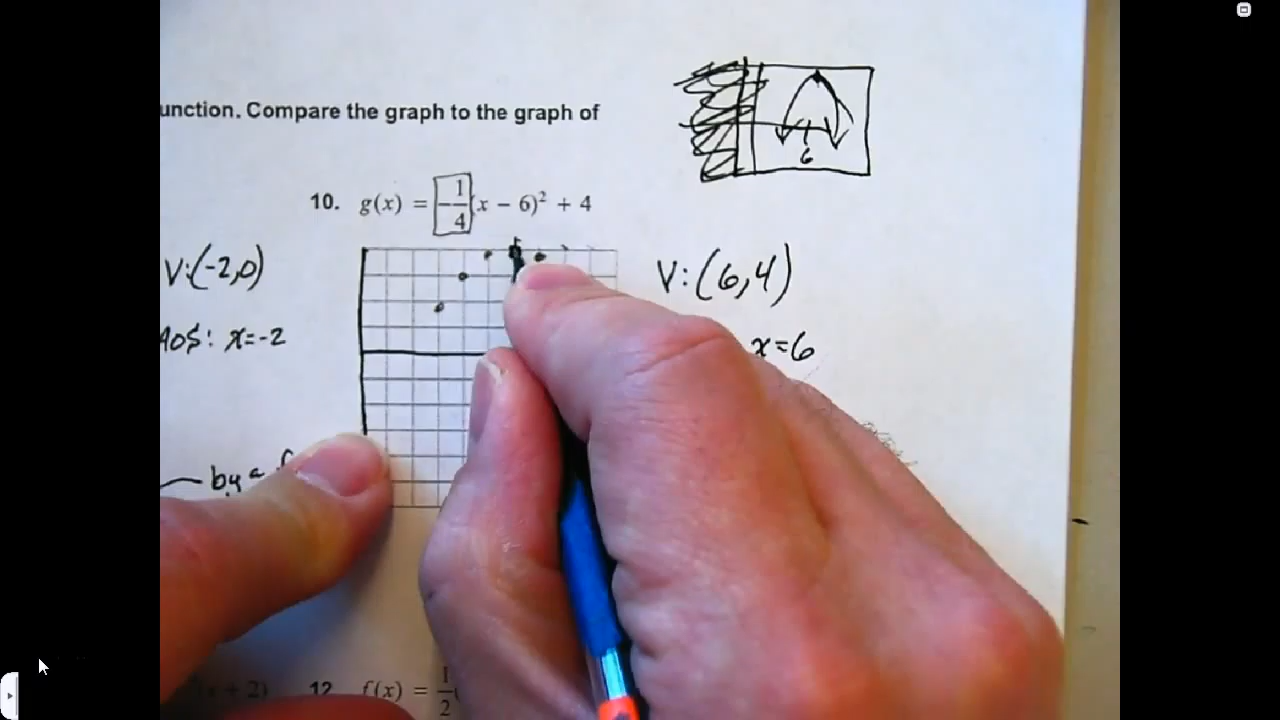 unction. Compare the graph to the graph of
6
10. g(x) = -1/4(x - 6)² + 4
V:(-2,0)
V:(6,4)
AOS: x=-2
x=6
by a
x + 2)
12. f(x) = 1/2